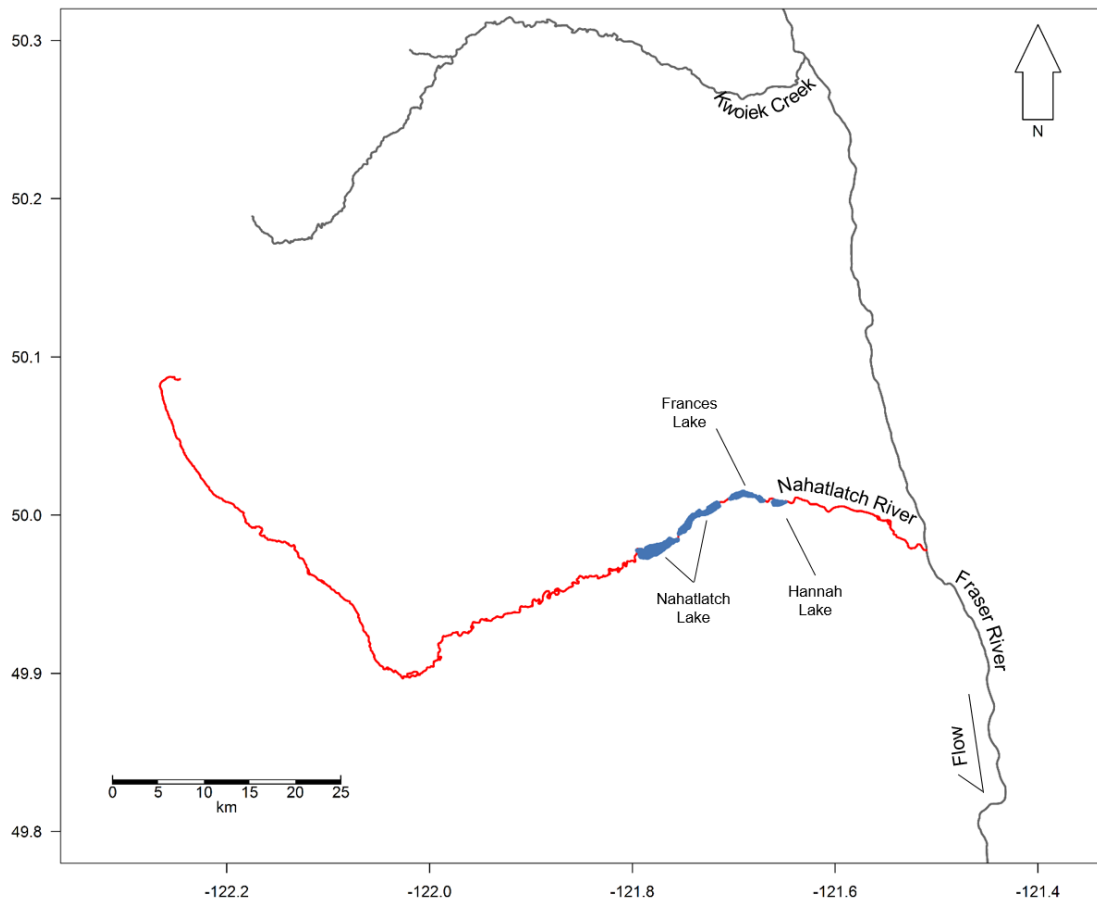 50.3
50.2
50.1
50.0
49.9
49.8
N
Kwoiek Creek
Frances
Lake
Nahatlatch River
Nahatlatch
Lake
Hannah
Lake
Fraser River
Flow
0 5 10 15 20 25
km
-122.2 -122.0 -121.8 -121.6 -121.4